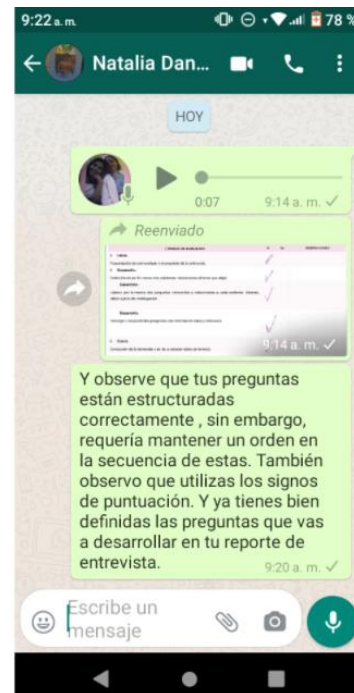 9:22 a. m. 78 %
Natalia Dan...
HOY
0:07 9:14 a. m.
Reenviado
9:14 a. m.
Y observe que tus preguntas
están estructuradas
correctamente , sin embargo,
requería mantener un orden en
la secuencia de estas. También
observo que utilizas los signos
de puntuación. Y ya tienes bien
definidas las preguntas que vas
a desarrollar en tu reporte de
entrevista.
9:20 a. m.
Escribe un
mensaje